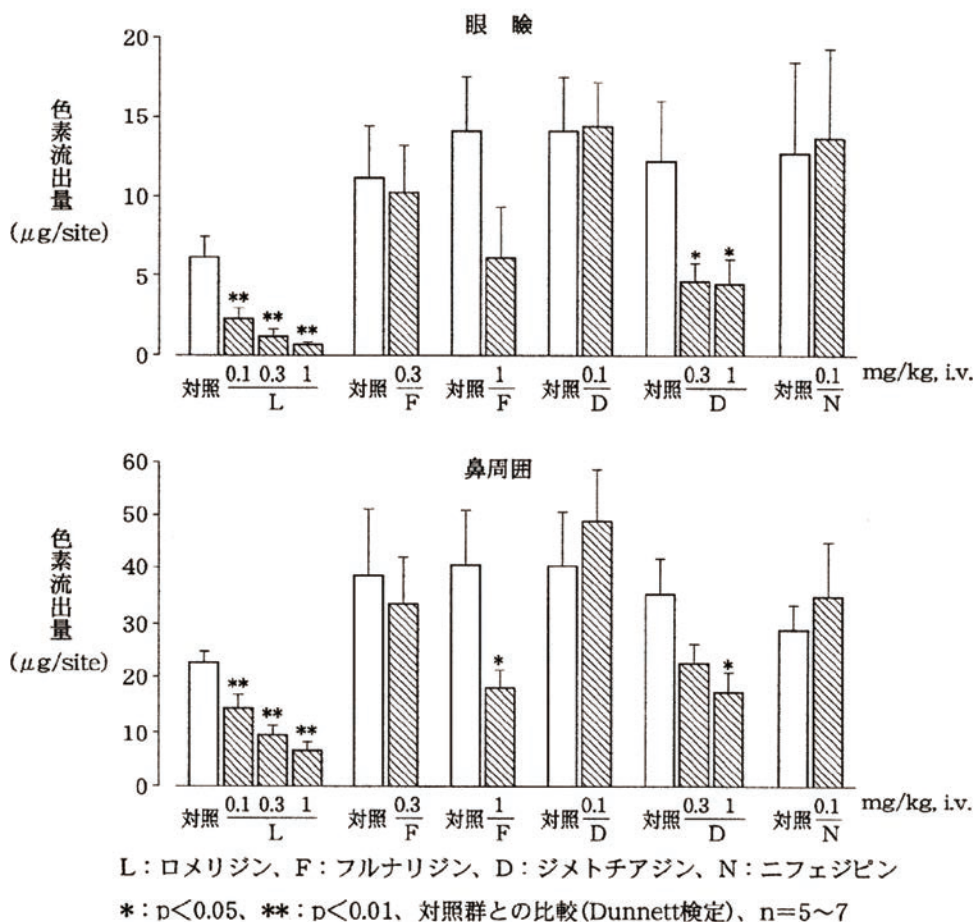 眼 瞼
色素流出量
(μg/site)
20
15
10
5
0
** ** ** * *
対照 0.1 0.3 1 対照 0.3 対照 1 対照 0.1 対照 0.3 1 対照 0.1 mg/kg, i.v.
L F F D D N
鼻周囲
色素流出量
(μg/site)
60
50
40
30
20
10
0
** ** ** * *
対照 0.1 0.3 1 対照 0.3 対照 1 対照 0.1 対照 0.3 1 対照 0.1 mg/kg, i.v.
L F F D D N
L：ロメリジン、F：フルナリジン、D：ジメトチアジン、N：ニフェジピン
*：p<0.05、**：p<0.01、対照群との比較(Dunnett検定)、n=5〜7